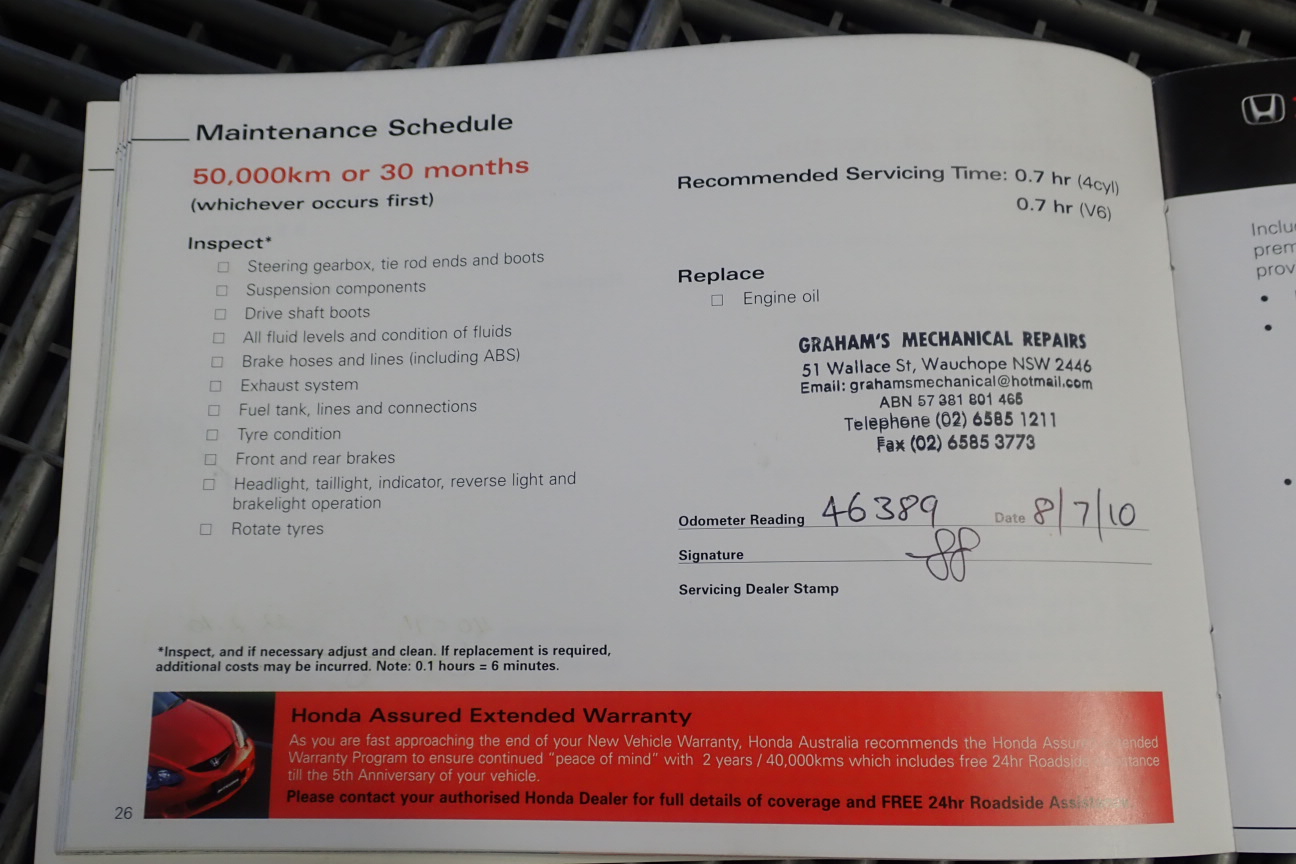 Maintenance Schedule
50,000km or 30 months
(whichever occurs first)
Inspect*
Steering gearbox, tie rod ends and boots
Suspension components
Drive shaft boots
All fluid levels and condition of fluids
Brake hoses and lines (including ABS)
Exhaust system
Fuel tank, lines and connections
Tyre condition
Front and rear brakes
Headlight, taillight, indicator, reverse light and
brakelight operation
Rotate tyres
Recommended Servicing Time: 0.7 hr (4cyl)
0.7 hr (V6)
Replace
Engine oil
GRAHAM'S MECHANICAL REPAIRS
51 Wallace St, Wauchope NSW 2446
Email: grahamsmechanical@hotmail.com
ABN 57 381 801 465
Telephone (02) 6585 1211
Fax (02) 6585 3773
Odometer Reading 46389 Date 8/7/10
Signature
Servicing Dealer Stamp
*Inspect, and if necessary adjust and clean. If replacement is required,
additional costs may be incurred. Note: 0.1 hours = 6 minutes.
Honda Assured Extended Warranty
As you are fast approaching the end of your New Vehicle Warranty, Honda Australia recommends the Honda Assured Extended
Warranty Program to ensure continued "peace of mind" with 2 years / 40,000kms which includes free 24hr Roadside Assistance
till the 5th Anniversary of your vehicle.
Please contact your authorised Honda Dealer for full details of coverage and FREE 24hr Roadside Assistance.
26